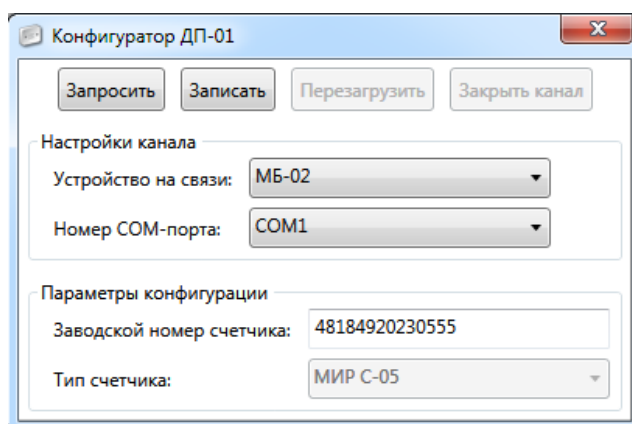 Конфигуратор ДП-01
Запросить Записать Перезагрузить Закрыть канал
Настройки канала
Устройство на связи: МБ-02
Номер COM-порта: COM1
Параметры конфигурации
Заводской номер счетчика: 48184920230555
Тип счетчика: МИР С-05